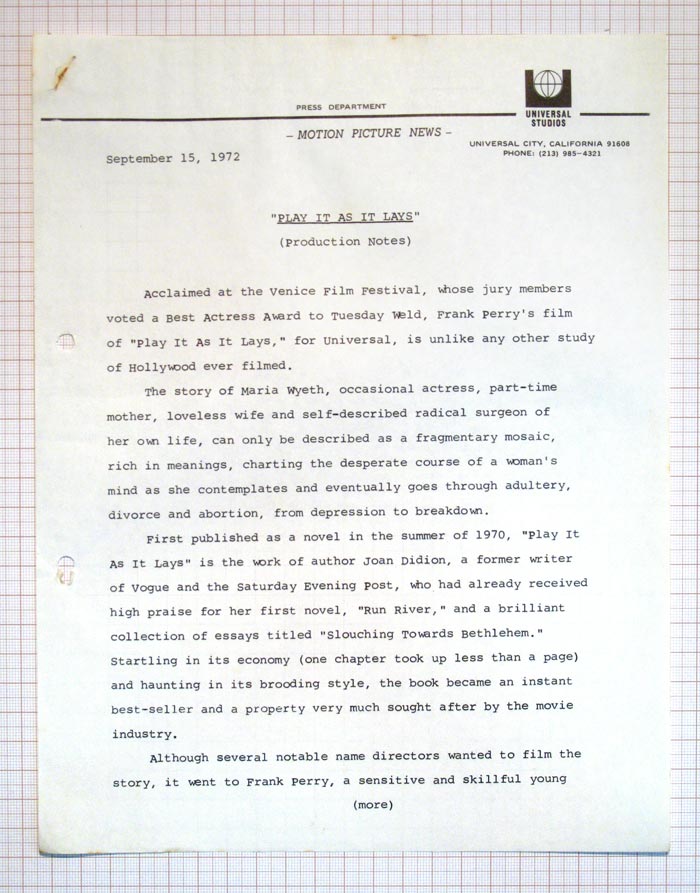 PRESS DEPARTMENT
UNIVERSAL
STUDIOS
- MOTION PICTURE NEWS -
UNIVERSAL CITY, CALIFORNIA 91608
PHONE: (213) 985-4321
September 15, 1972
"PLAY IT AS IT LAYS"
(Production Notes)
Acclaimed at the Venice Film Festival, whose jury members
voted a Best Actress Award to Tuesday Weld, Frank Perry's film
of "Play It As It Lays," for Universal, is unlike any other study
of Hollywood ever filmed.
The story of Maria Wyeth, occasional actress, part-time
mother, loveless wife and self-described radical surgeon of
her own life, can only be described as a fragmentary mosaic,
rich in meanings, charting the desperate course of a woman's
mind as she contemplates and eventually goes through adultery,
divorce and abortion, from depression to breakdown.
First published as a novel in the summer of 1970, "Play It
As It Lays" is the work of author Joan Didion, a former writer
of Vogue and the Saturday Evening Post, who had already received
high praise for her first novel, "Run River," and a brilliant
collection of essays titled "Slouching Towards Bethlehem."
Startling in its economy (one chapter took up less than a page)
and haunting in its brooding style, the book became an instant
best-seller and a property very much sought after by the movie
industry.
Although several notable name directors wanted to film the
story, it went to Frank Perry, a sensitive and skillful young
(more)